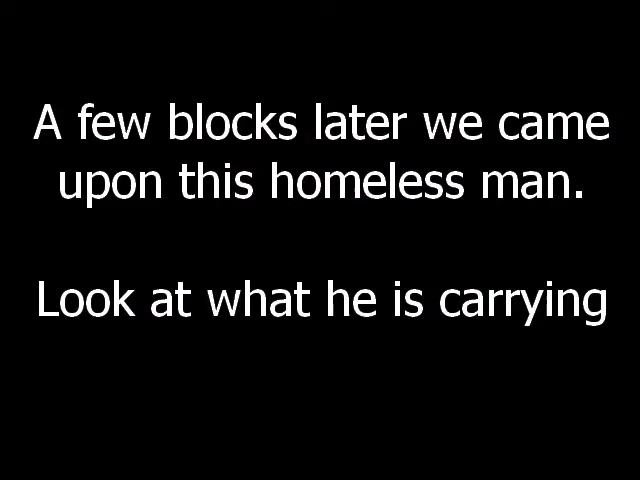 A few blocks later we came
upon this homeless man.
Look at what he is carrying